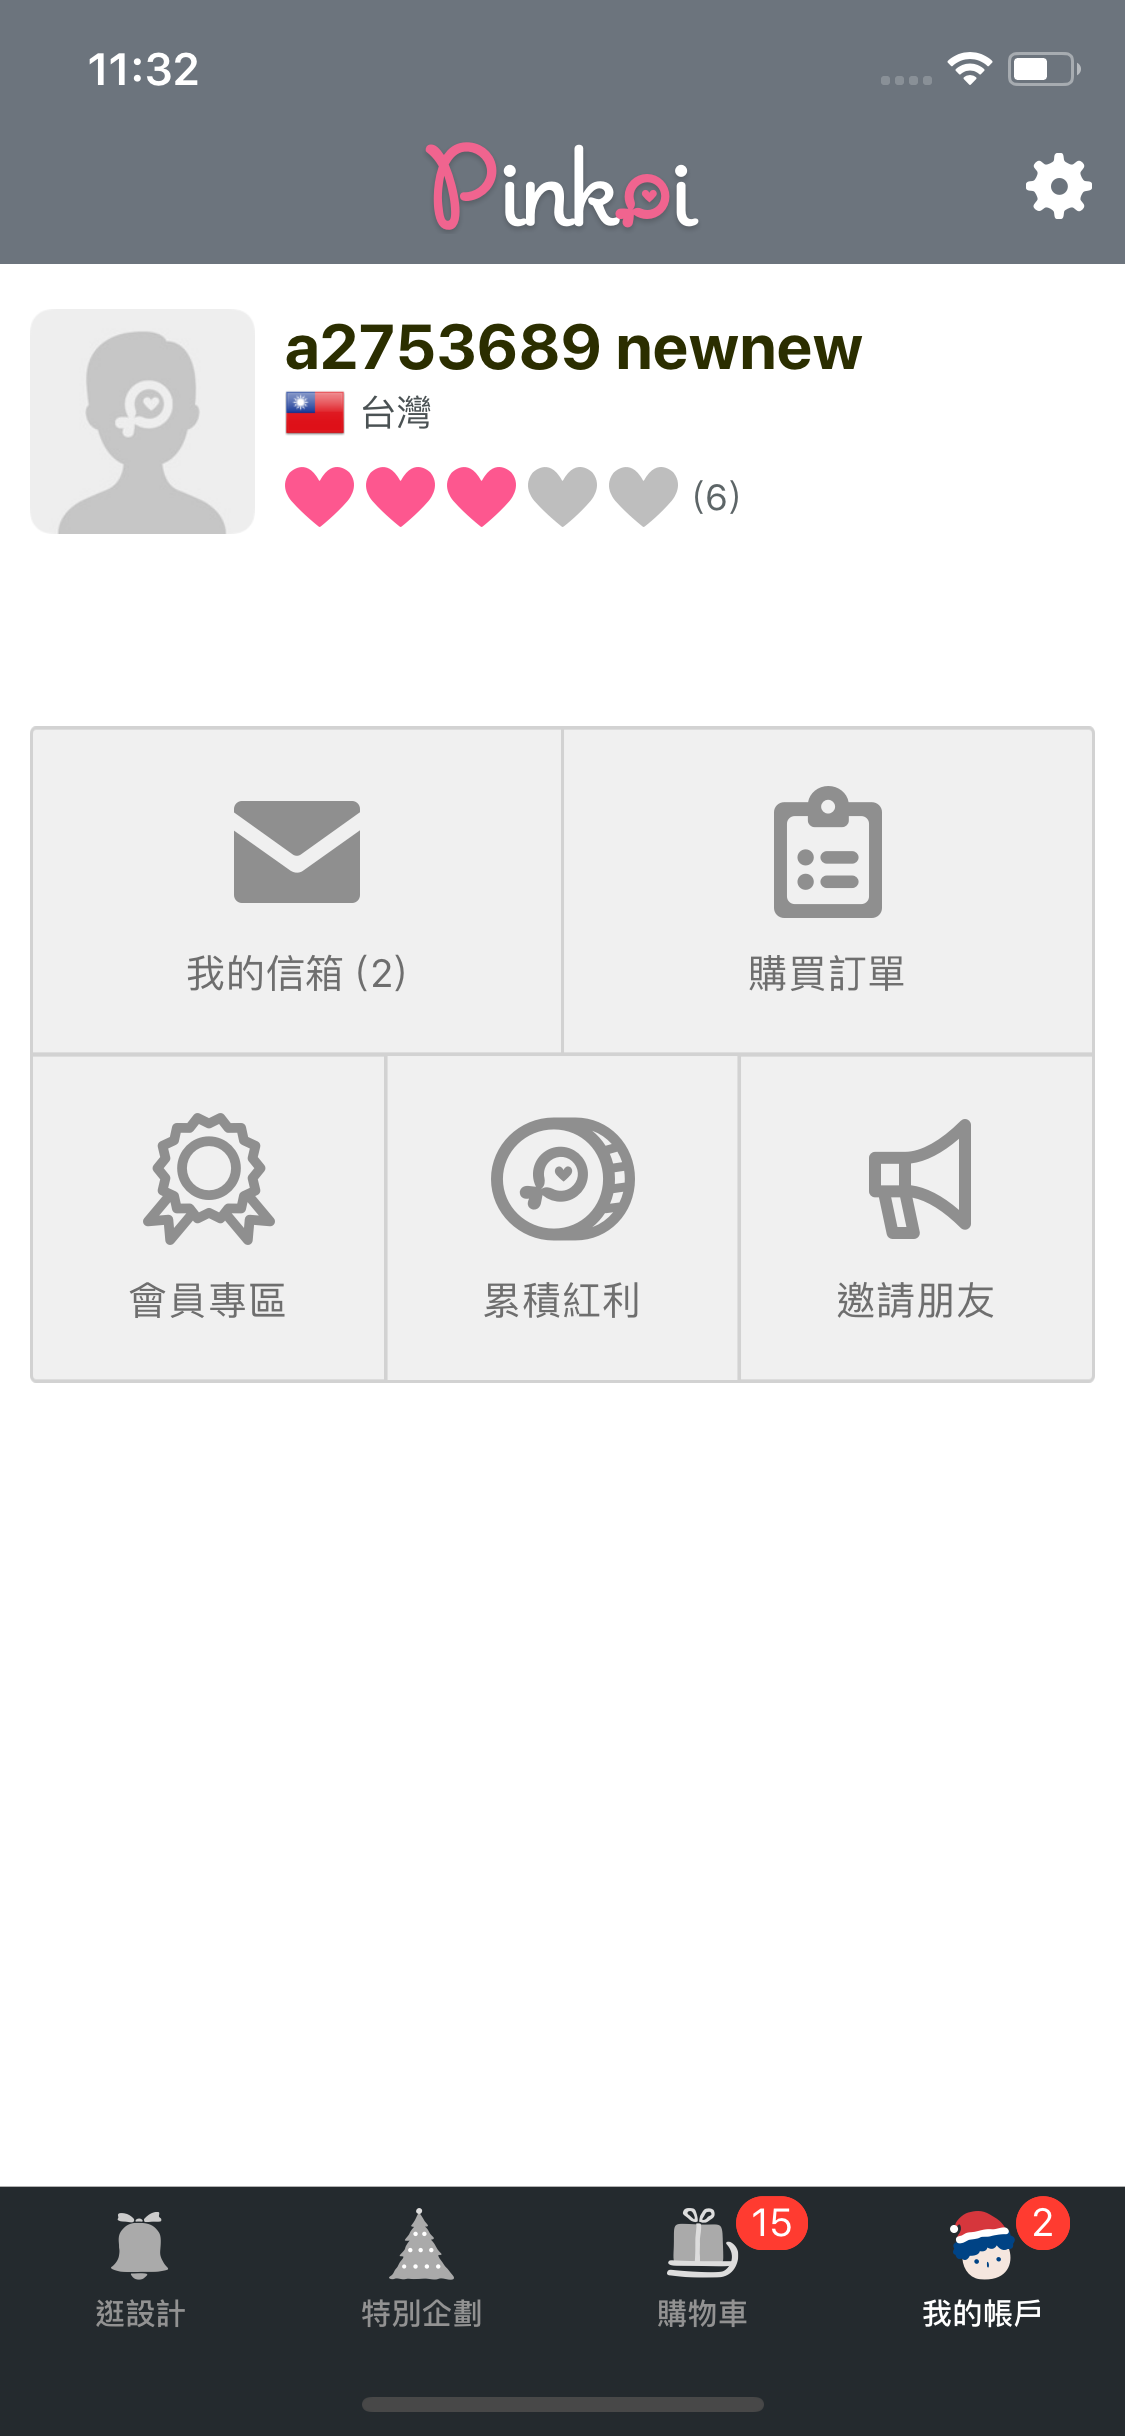 11:32
Pinkoi
a2753689 newnew
台灣
(6)
我的信箱 (2)
購買訂單
會員專區
累積紅利
邀請朋友
15
2
逛設計
特別企劃
購物車
我的帳戶